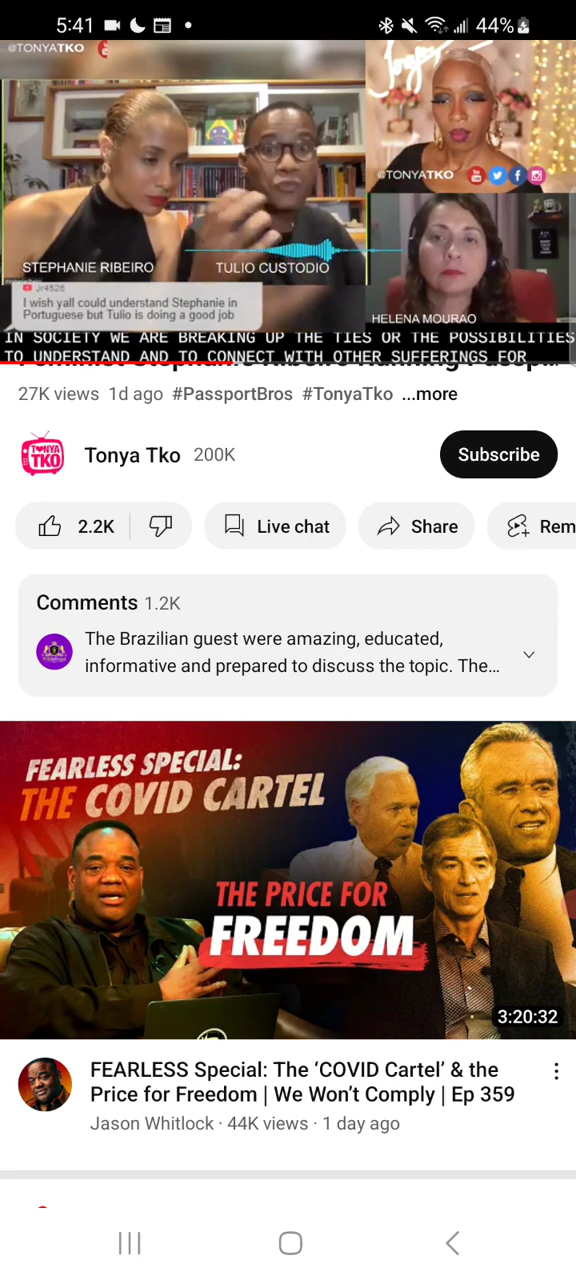 5:41
44%
@TONYATKO
@TONYATKO
STEPHANIE RIBEIRO
TULIO CUSTODIO
Jr4526
I wish yall could understand Stephanie in
Portuguese but Tulio is doing a good job
HELENA MOURAO
IN SOCIETY WE ARE BREAKING UP THE TIES OR THE POSSIBILITIES
TO UNDERSTAND AND TO CONNECT WITH OTHER SUFFERINGS FOR
27K views 1d ago #PassportBros #TonyaTko ...more
TONYA
TKO
Tonya Tko 200K
Subscribe
2.2K
Live chat
Share
Rem
Comments 1.2K
The Brazilian guest were amazing, educated,
informative and prepared to discuss the topic. The...
FEARLESS SPECIAL:
THE COVID CARTEL
THE PRICE FOR
FREEDOM
3:20:32
FEARLESS Special: The ‘COVID Cartel’ & the
Price for Freedom | We Won’t Comply | Ep 359
Jason Whitlock · 44K views · 1 day ago